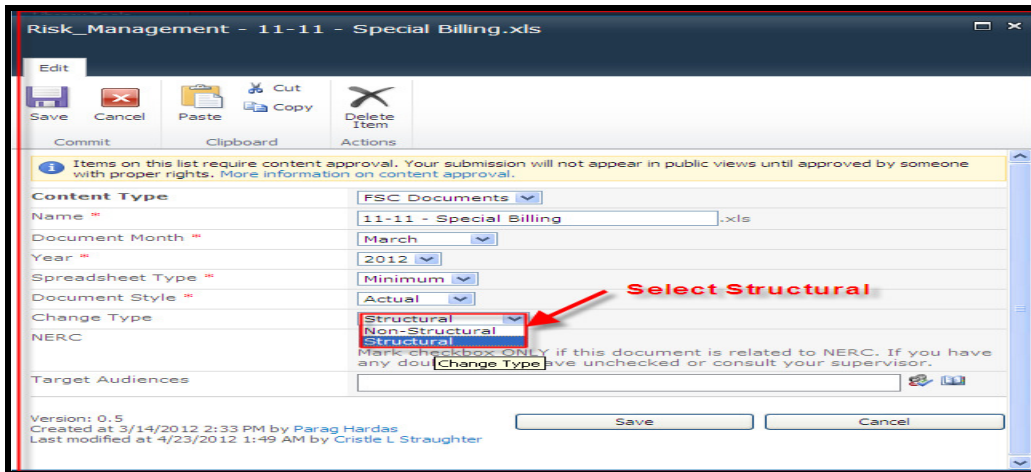 Risk_Management - 11-11 - Special Billing.xls
Edit
Save
Cancel
Paste
Cut
Copy
Delete Item
Commit
Clipboard
Actions
Items on this list require content approval. Your submission will not appear in public views until approved by someone
with proper rights. More information on content approval.
Content Type
FSC Documents
Name *
11-11 - Special Billing
.xls
Document Month *
March
Year *
2012
Spreadsheet Type *
Minimum
Document Style *
Actual
Select Structural
Change Type
Structural
Non-Structural
Structural
NERC
Mark checkbox ONLY if this document is related to NERC. If you have
any
Change Type
unchecked or consult your supervisor.
Target Audiences
Version: 0.5
Created at 3/14/2012 2:33 PM by Parag Hardas
Last modified at 4/23/2012 1:49 AM by Cristle L Straughter
Save
Cancel